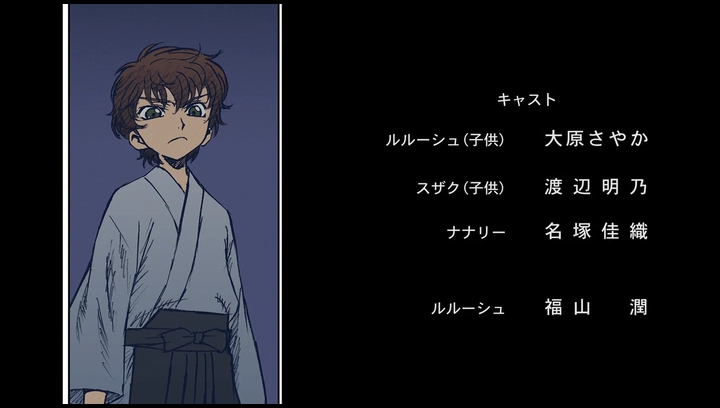 キャスト
ルルーシュ(子供) 大原さやか
スザク(子供) 渡辺明乃
ナナリー 名塚佳織
ルルーシュ 福山 潤